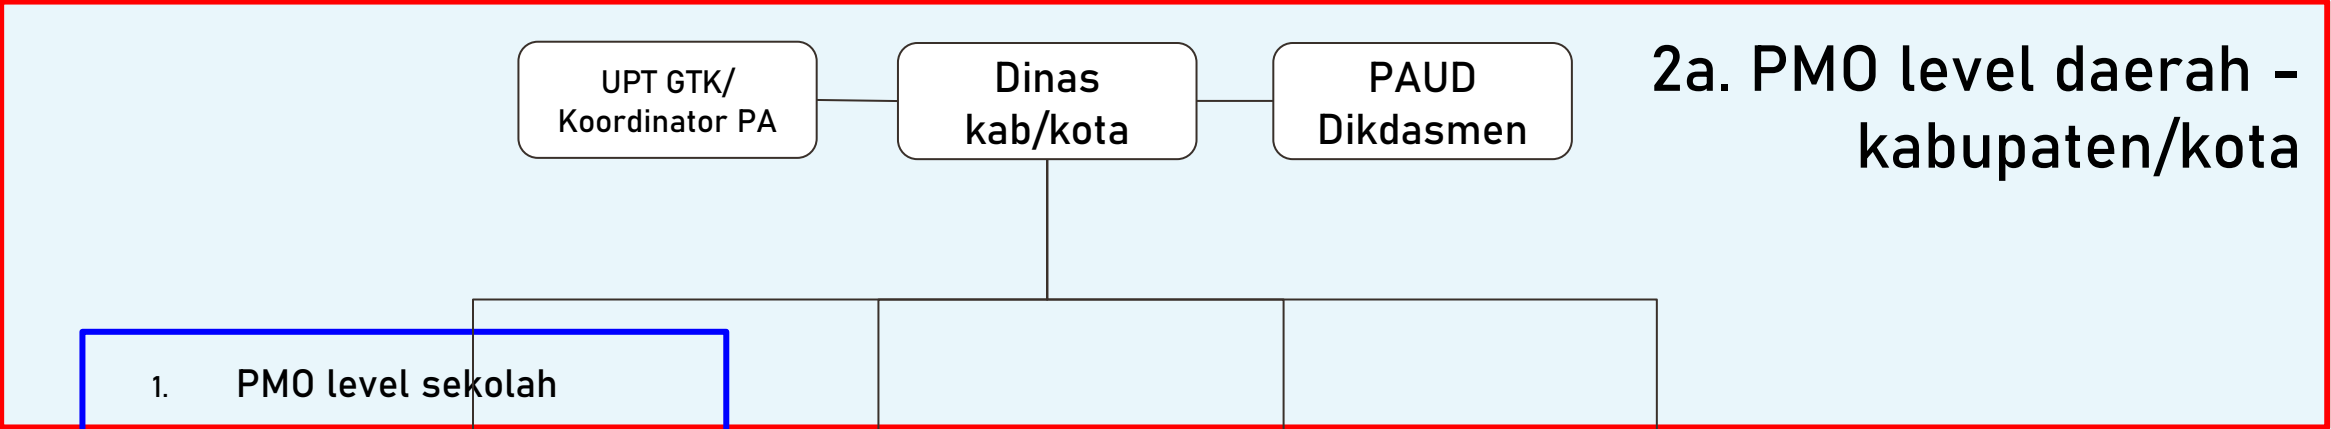 UPT GTK/
Koordinator PA
Dinas
kab/kota
PAUD
Dikdasmen
2a. PMO level daerah -
kabupaten/kota
1. PMO level sekolah